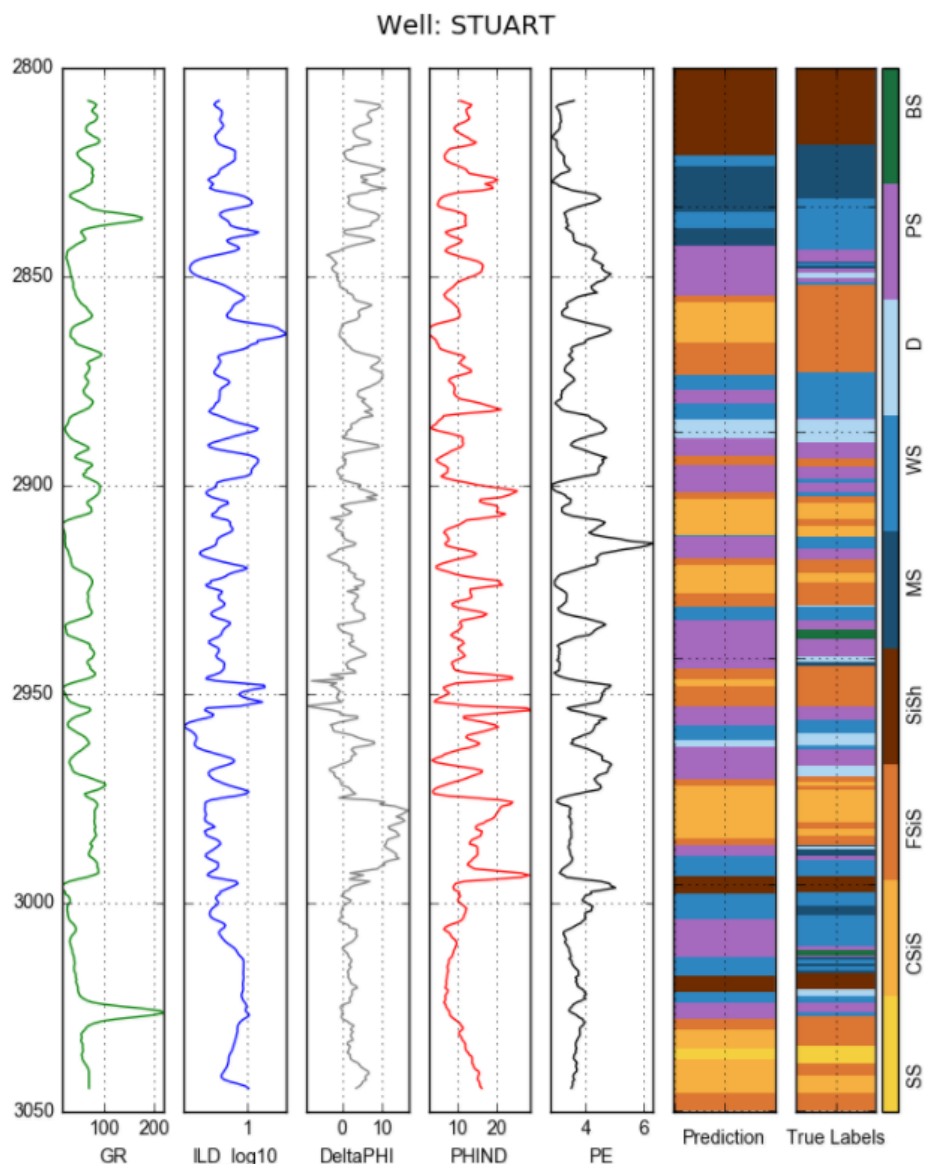 Well: STUART
2800
2850
2900
2950
3000
3050
100 200
GR
1
ILD_log10
0 10
DeltaPHI
10 20
PHIND
4 6
PE
Prediction
True Labels
BS
PS
D
WS
MS
SiSh
FSiS
CSiS
SS